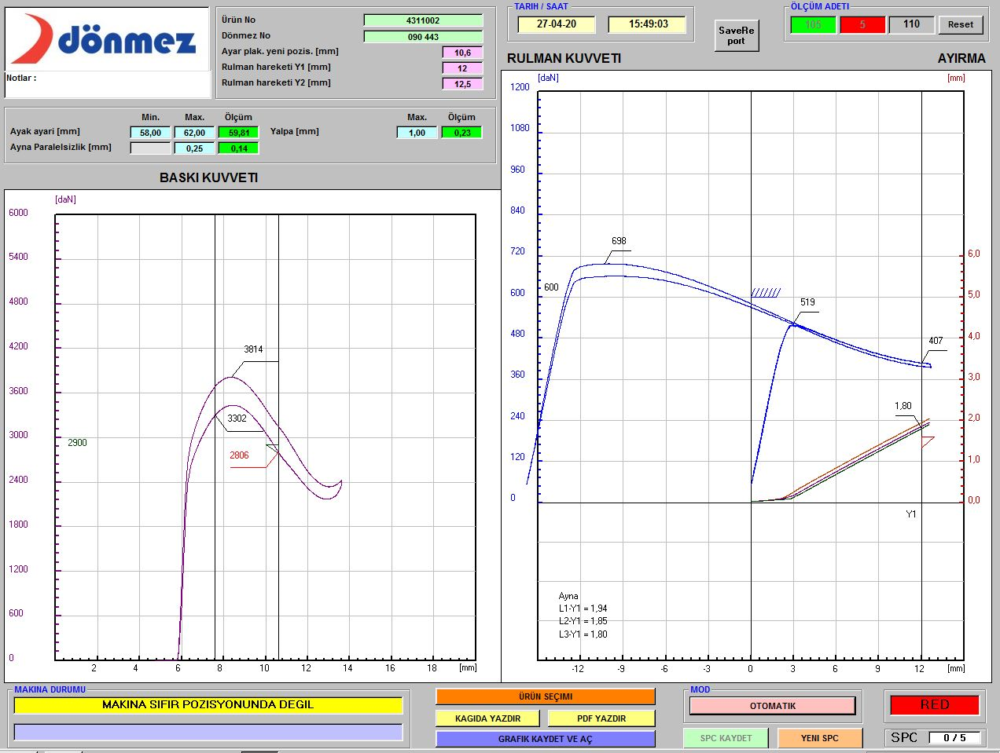 dönmez
Notlar :
Ürün No 4311002
Dönmez No 090 443
Ayar plak. yeni pozis. [mm] 10,6
Rulman hareketi Y1 [mm] 12
Rulman hareketi Y2 [mm] 12,5
TARIH / SAAT
27-04-20 15:49:03
SaveRe
port
ÖLÇÜM ADETI
105 5 110 Reset
Min. Max. Ölçüm
Ayak ayari [mm] 58,00 62,00 59,81
Ayna Paralelsizlik [mm] 0,25 0,14
Max. Ölçüm
Yalpa [mm] 1,00 0,23
BASKI KUVVETI
[daN]
6000
5400
4800
4200
3600
3000
2400
1800
1200
600
0
2900
3814
3302
2806
2 4 6 8 10 12 14 16 18 [mm]
RULMAN KUVVETI AYIRMA
[daN] [mm]
1200
1080
960
840
720
600
480
360
240
120
0
600
698
519
407
1,80
6,0
5,0
4,0
3,0
2,0
1,0
0,0
Y1
Ayna
L1-Y1 = 1,94
L2-Y1 = 1,85
L3-Y1 = 1,80
-12 -9 -6 -3 0 3 6 9 12 [mm]
MAKINA DURUMU
MAKINA SIFIR POZISYONUNDA DEGIL
ÜRÜN SEÇIMI
KAGIDA YAZDIR PDF YAZDIR
GRAFIK KAYDET VE AÇ
MOD
OTOMATIK
SPC KAYDET YENI SPC
RED
SPC 0 / 5